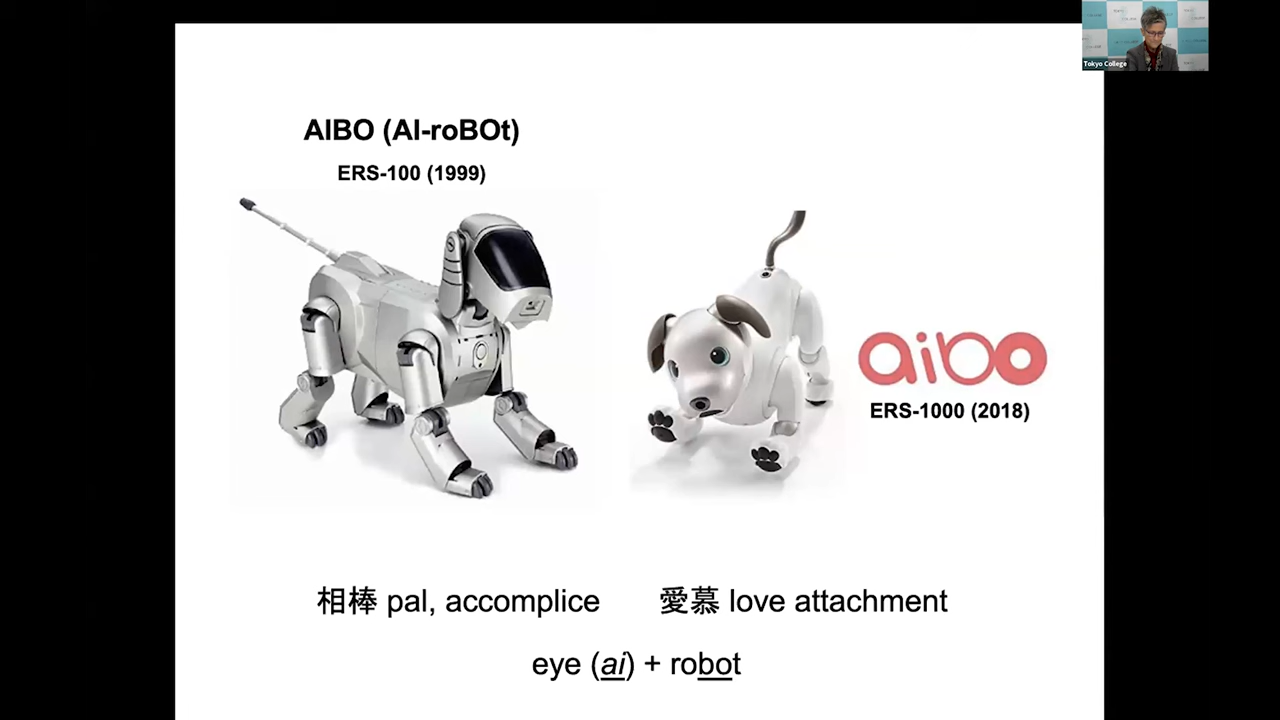 Tokyo College
AIBO (AI-roBOt)
ERS-100 (1999)
aibo
ERS-1000 (2018)
相棒 pal, accomplice
愛慕 love attachment
eye (ai) + robot